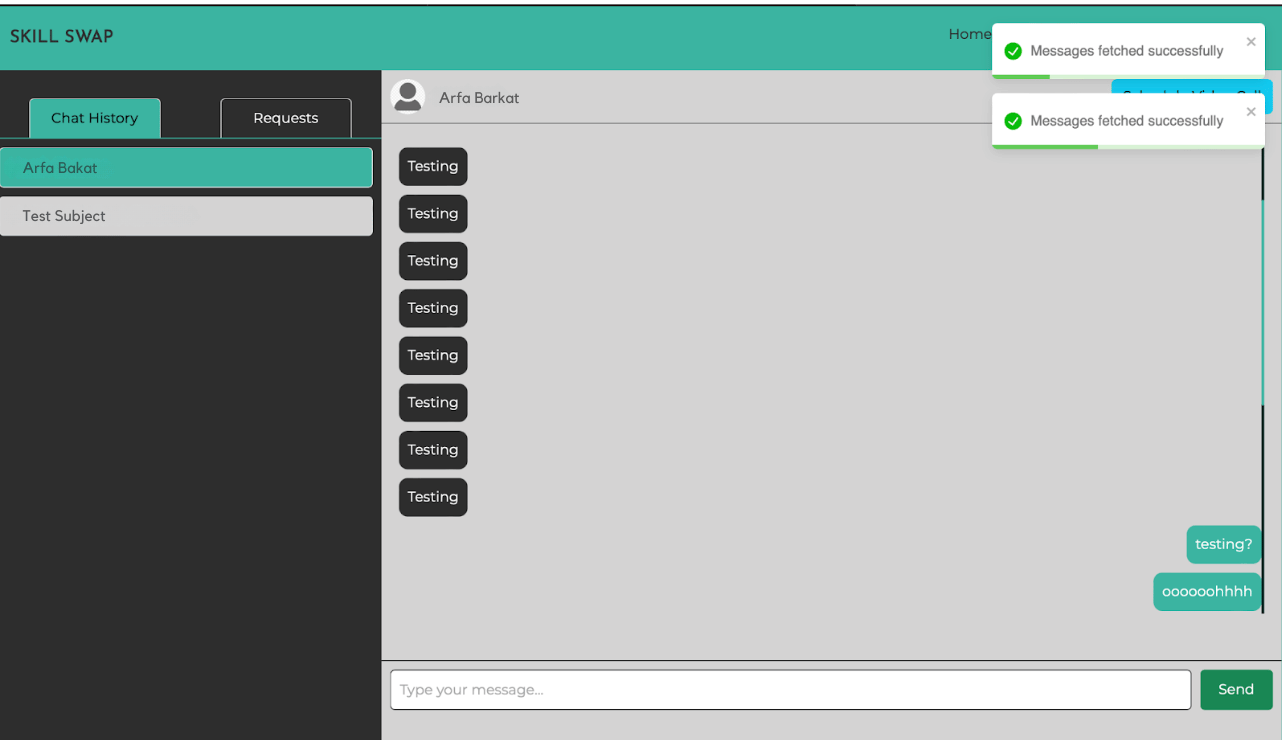 SKILL SWAP
Home
Messages fetched successfully
Messages fetched successfully
Chat History
Requests
Arfa Bakat
Test Subject
Arfa Barkat
Testing
Testing
Testing
Testing
Testing
Testing
Testing
Testing
testing?
oooooohhhh
Type your message...
Send